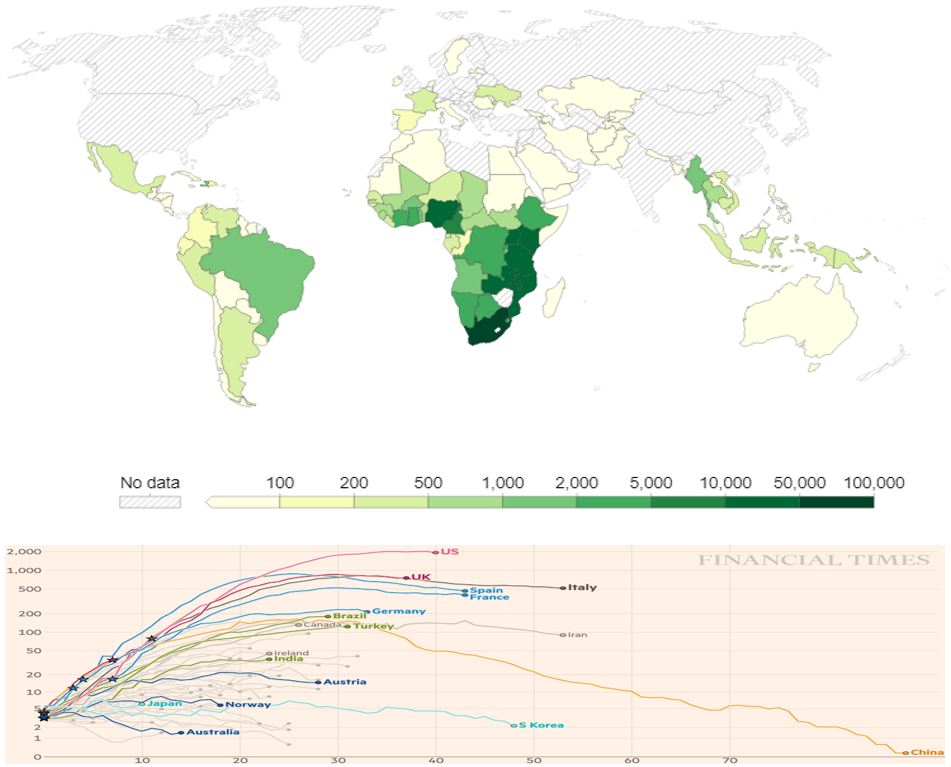 No data
100
200
500
1,000
2,000
5,000
10,000
50,000
100,000
FINANCIAL TIMES
2,000
1,000
500
200
100
50
20
10
5
2
1
0
US
UK
Italy
Spain
France
Germany
Brazil
Canada
Turkey
Iran
Ireland
India
Austria
Japan
Norway
S Korea
Australia
China
10
20
30
40
50
60
70